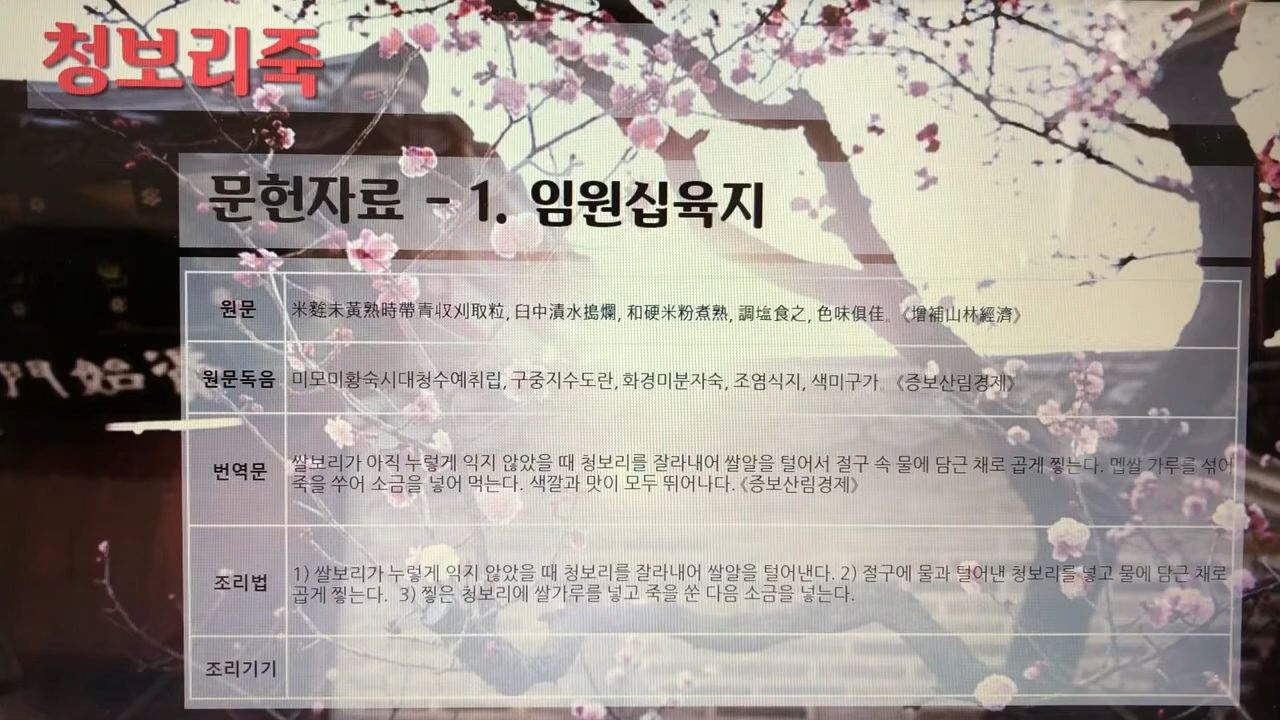 청보리죽
문헌자료 - 1. 임원십육지
원문
米麰未黃熟時帶青収刈取粒, 臼中漬水搗爛, 和硬米粉煮熟, 調塩食之, 色味俱佳. 《增補山林經濟》
원문독음
미모미황숙시대청수예취립, 구중지수도란, 화경미분자숙, 조염식지, 색미구가. 《증보산림경제》
번역문
쌀보리가 아직 누렇게 익지 않았을 때 청보리를 잘라내어 쌀알을 털어서 절구 속 물에 담근 채로 곱게 찧는다. 멥쌀 가루를 섞어
죽을 쑤어 소금을 넣어 먹는다. 색깔과 맛이 모두 뛰어나다.《증보산림경제》
조리법
1) 쌀보리가 누렇게 익지 않았을 때 청보리를 잘라내어 쌀알을 털어낸다. 2) 절구에 물과 털어낸 청보리를 넣고 물에 담근 채로
곱게 찧는다. 3) 찧은 청보리에 쌀가루를 넣고 죽을 쑨 다음 소금을 넣는다.
조리기기
門始